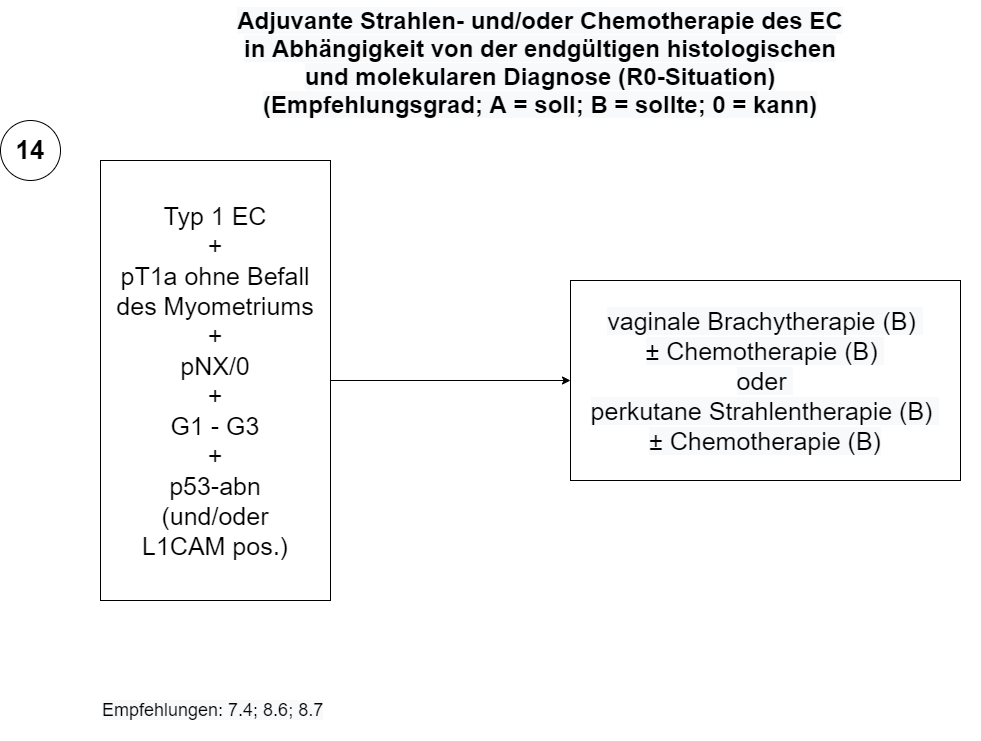 Adjuvante Strahlen- und/oder Chemotherapie des EC
in Abhängigkeit von der endgültigen histologischen
und molekularen Diagnose (R0-Situation)
(Empfehlungsgrad; A = soll; B = sollte; 0 = kann)
14
Typ 1 EC
+
pT1a ohne Befall
des Myometriums
+
pNX/0
+
G1 - G3
+
p53-abn
(und/oder
L1CAM pos.)
vaginale Brachytherapie (B)
± Chemotherapie (B)
oder
perkutane Strahlentherapie (B)
± Chemotherapie (B)
Empfehlungen: 7.4; 8.6; 8.7